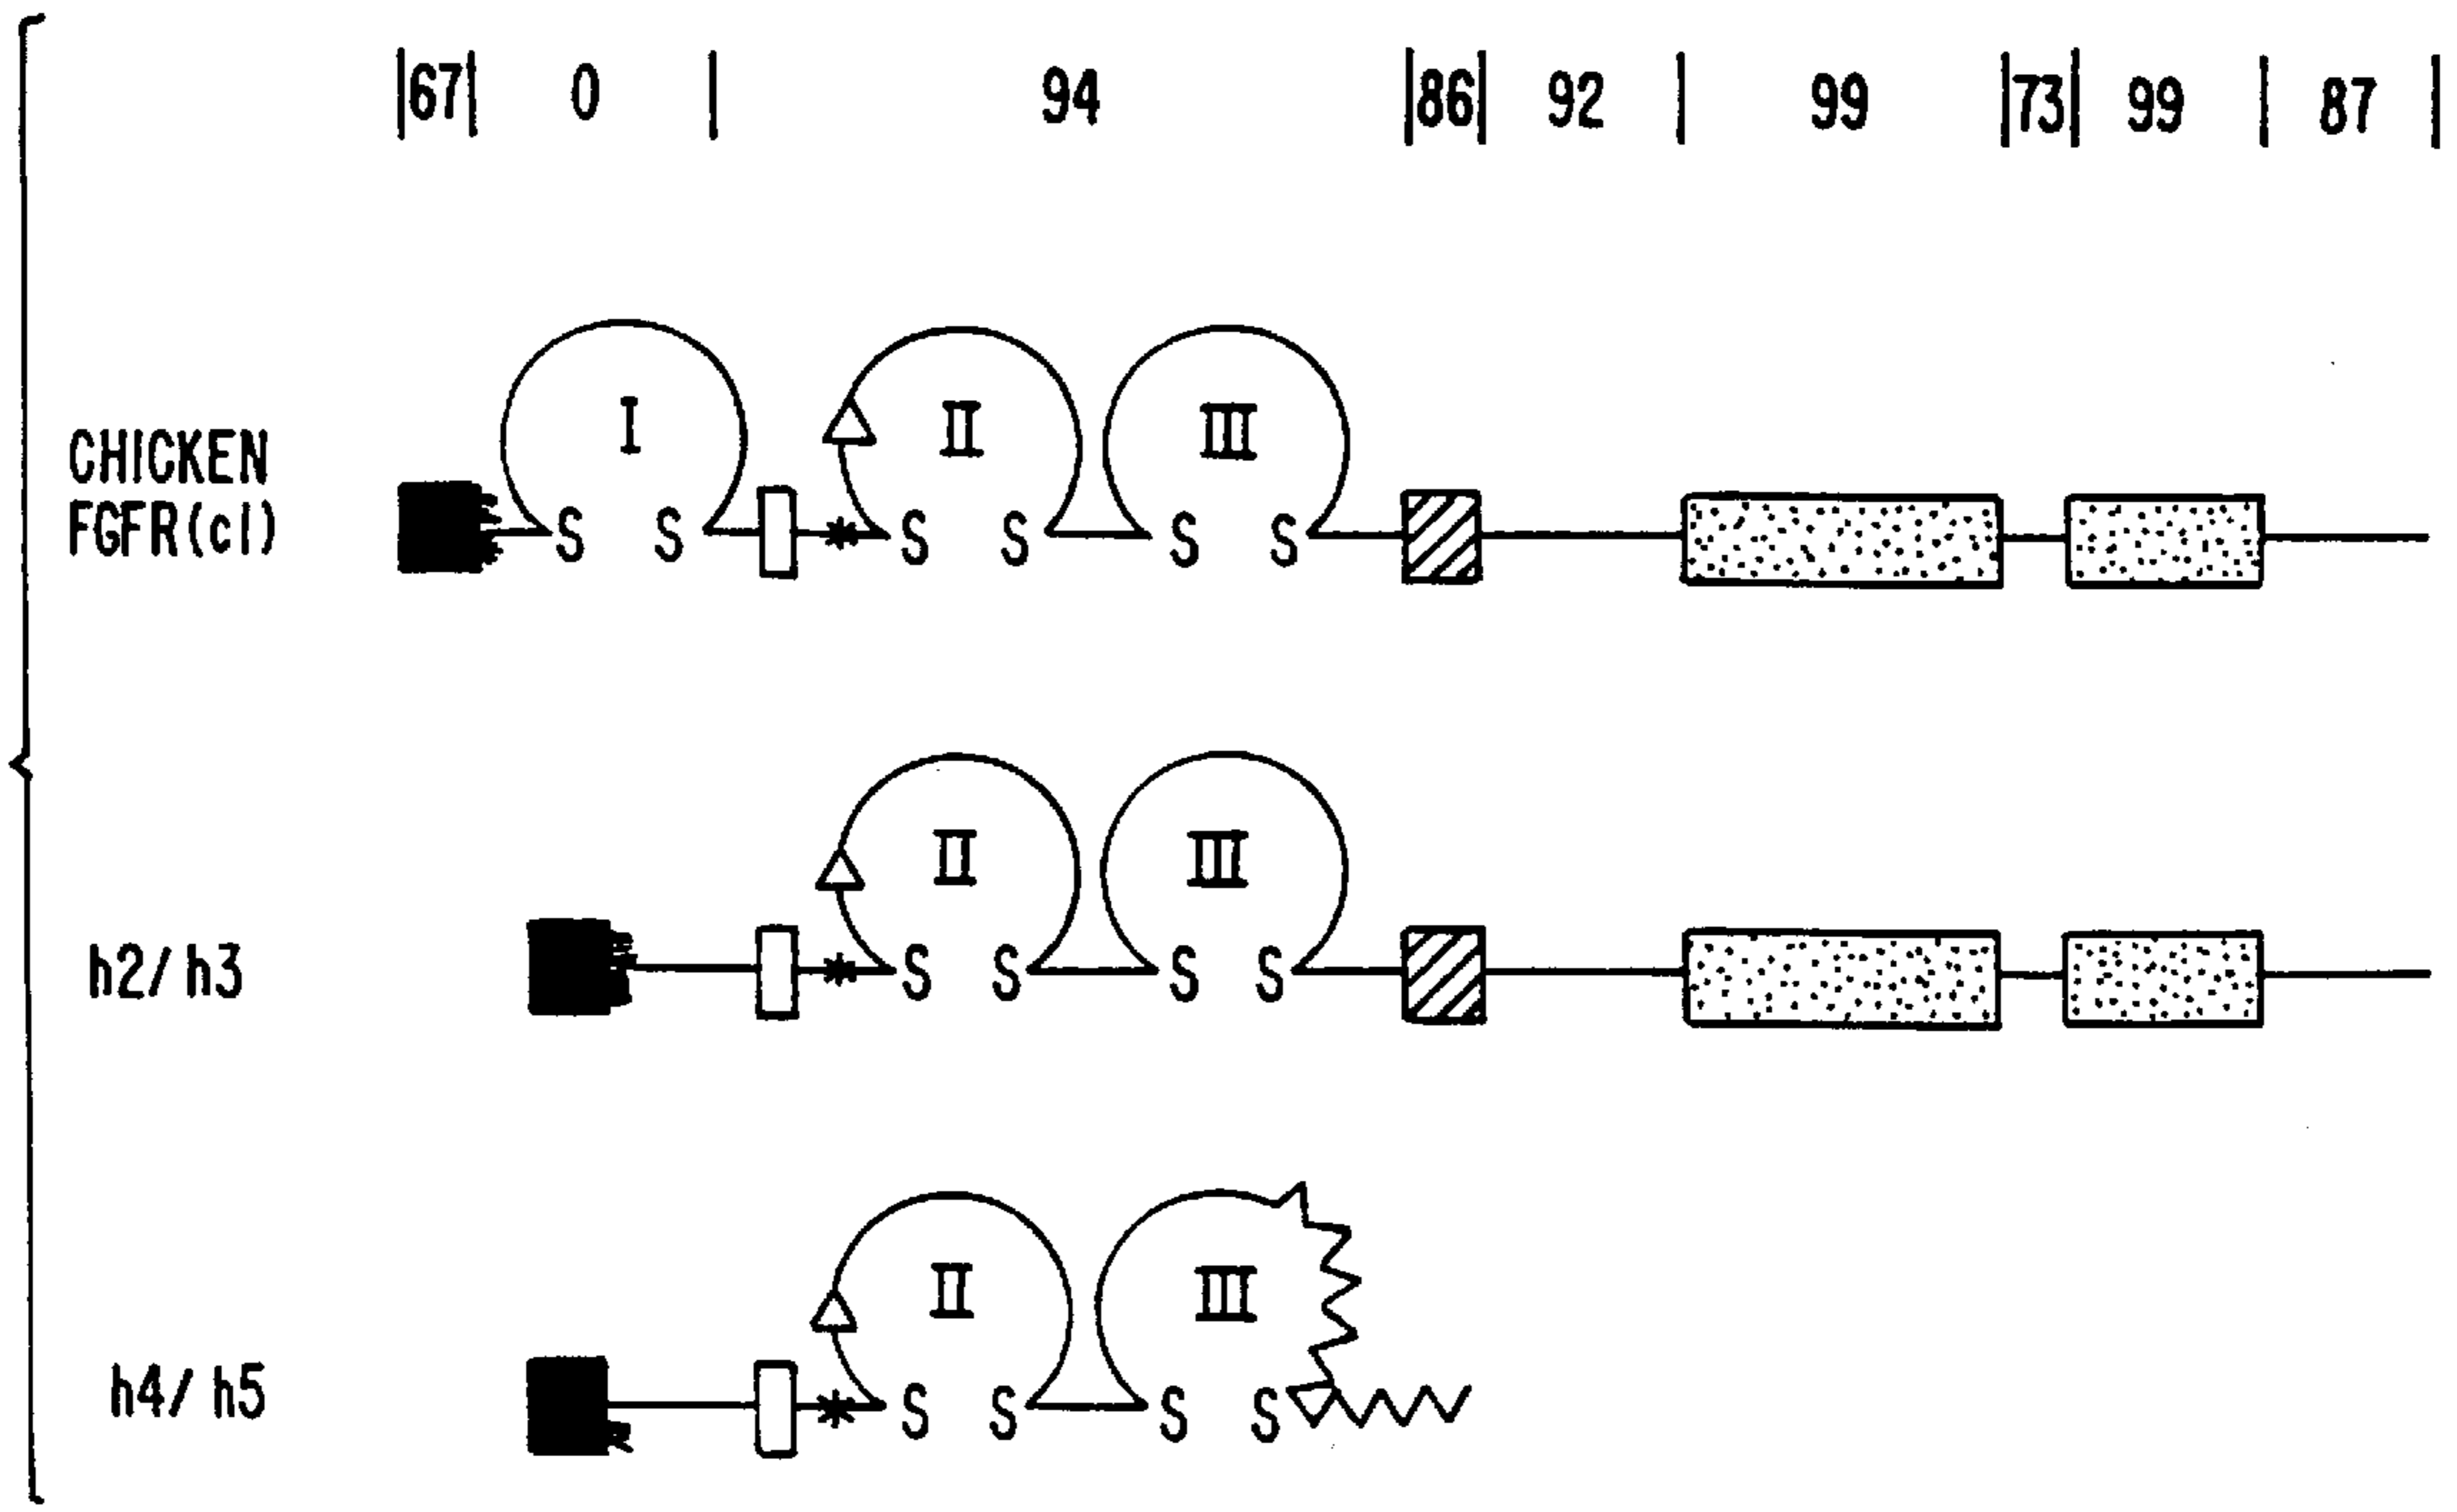 67 0 94 86 92 99 73 99 87
I II III
CHICKEN
FGFR(c1)
S S S S S S
II III
h2/h3
S S S S
II III
h4/h5
S S S S